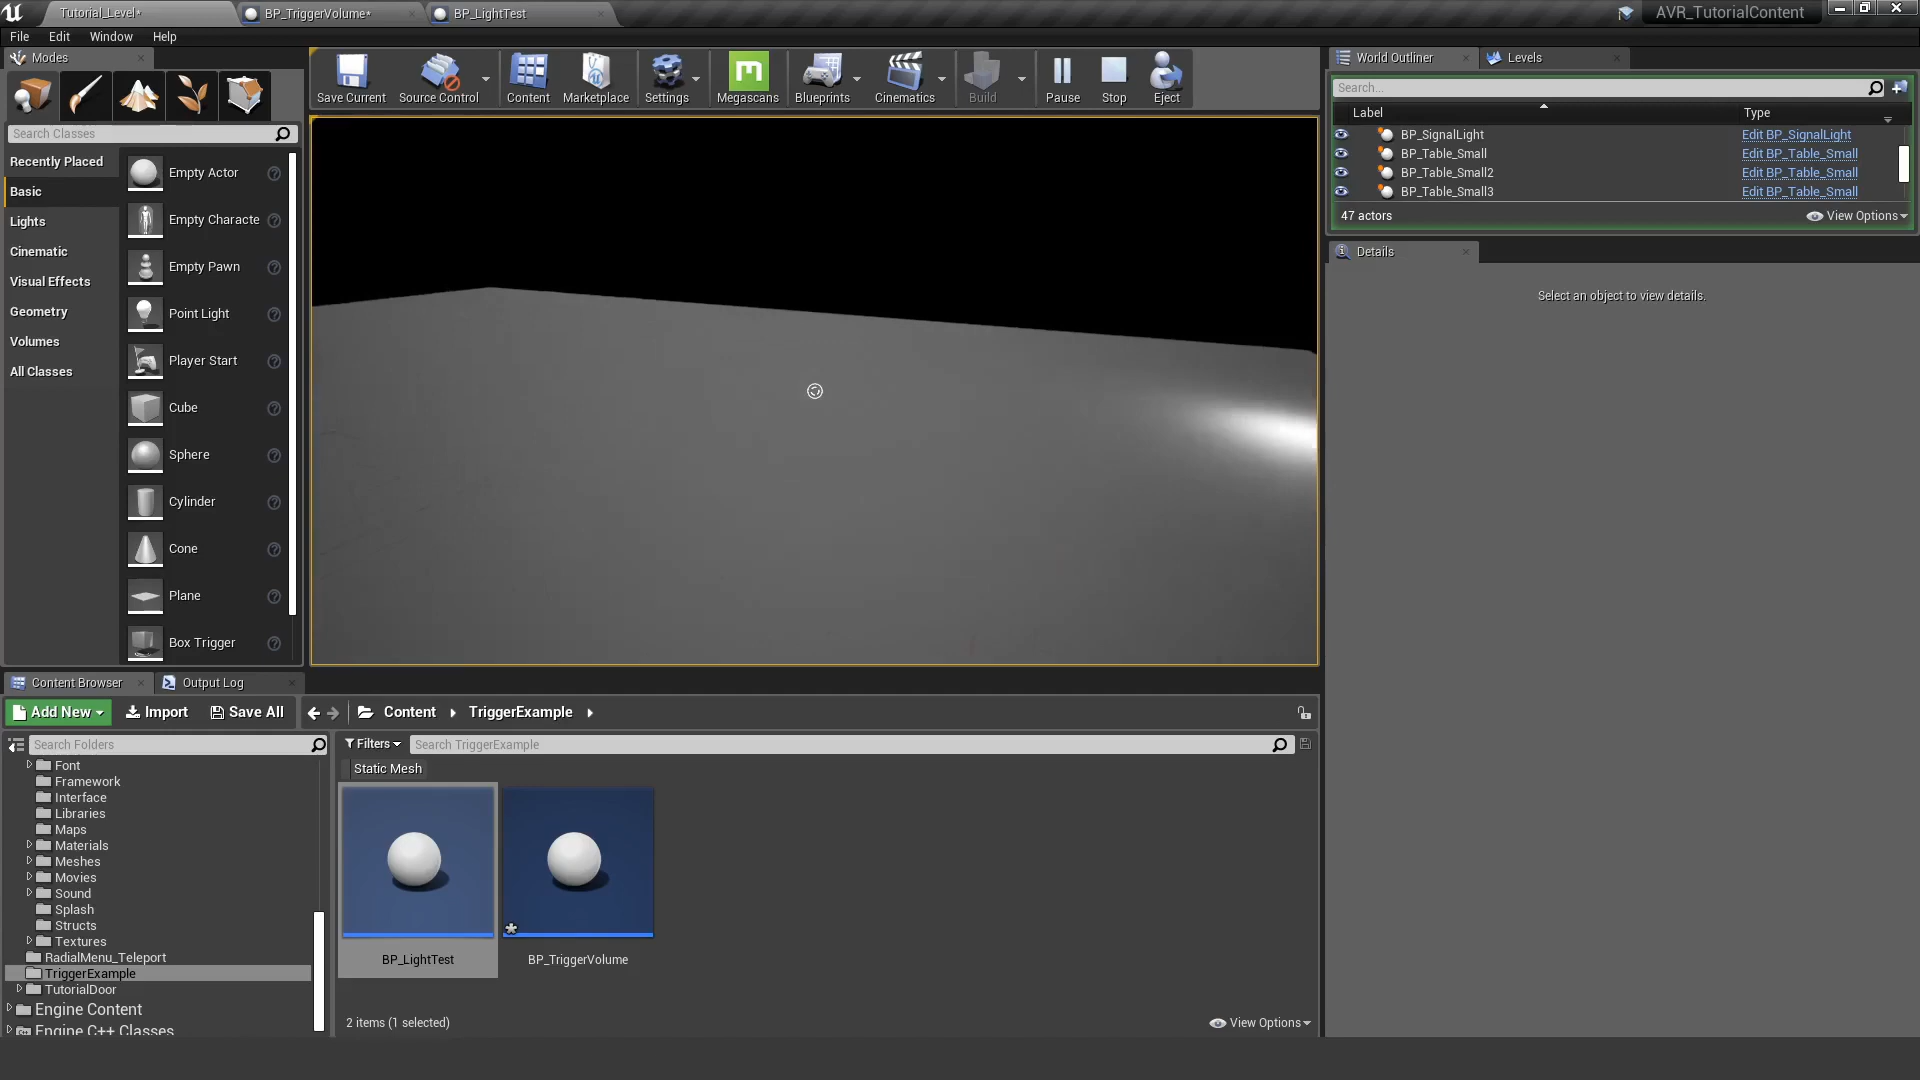 Tutorial_Level*
BP_TriggerVolume*
BP_LightTest
AVR_TutorialContent
File
Edit
Window
Help
Modes
Save Current
Source Control
Content
Marketplace
Settings
Megascans
Blueprints
Cinematics
Build
Pause
Stop
Eject
World Outliner
Levels
Search...
Label
Type
BP_SignalLight
Edit BP_SignalLight
BP_Table_Small
Edit BP_Table_Small
BP_Table_Small2
Edit BP_Table_Small
BP_Table_Small3
Edit BP_Table_Small
47 actors
View Options
Details
Select an object to view details.
Search Classes
Recently Placed
Basic
Lights
Cinematic
Visual Effects
Geometry
Volumes
All Classes
Empty Actor
Empty Characte
Empty Pawn
Point Light
Player Start
Cube
Sphere
Cylinder
Cone
Plane
Box Trigger
Content Browser
Output Log
Add New
Import
Save All
Content
TriggerExample
Search Folders
Filters
Search TriggerExample
Static Mesh
Font
Framework
Interface
Libraries
Maps
Materials
Meshes
Movies
Sound
Splash
Structs
Textures
RadialMenu_Teleport
TriggerExample
TutorialDoor
Engine Content
Engine C++ Classes
BP_LightTest
BP_TriggerVolume
2 items (1 selected)
View Options